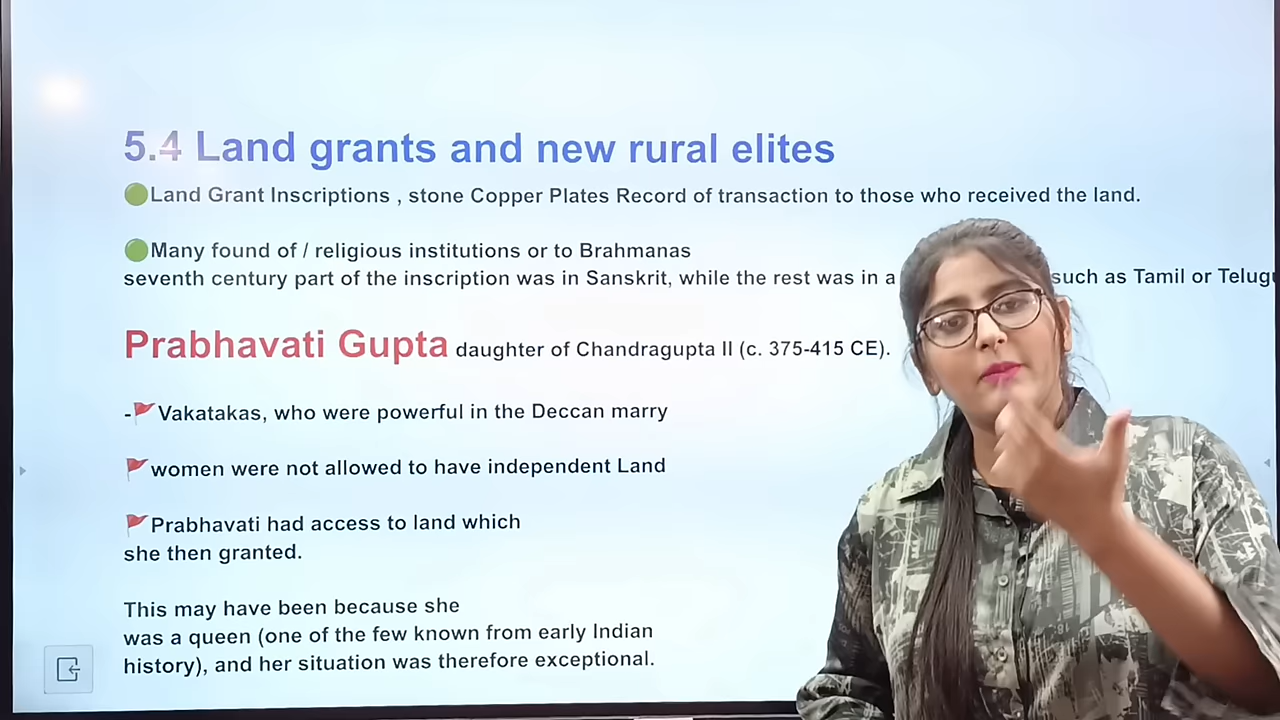 5.4 Land grants and new rural elites
Land Grant Inscriptions , stone Copper Plates Record of transaction to those who received the land.
Many found of / religious institutions or to Brahmanas
seventh century part of the inscription was in Sanskrit, while the rest was in a such as Tamil or
Prabhavati Gupta daughter of Chandragupta II (c. 375-415 CE).
-Vakatakas, who were powerful in the Deccan marry
women were not allowed to have independent Land
Prabhavati had access to land which
she then granted.
This may have been because she
was a queen (one of the few known from early Indian
history), and her situation was therefore exceptional.